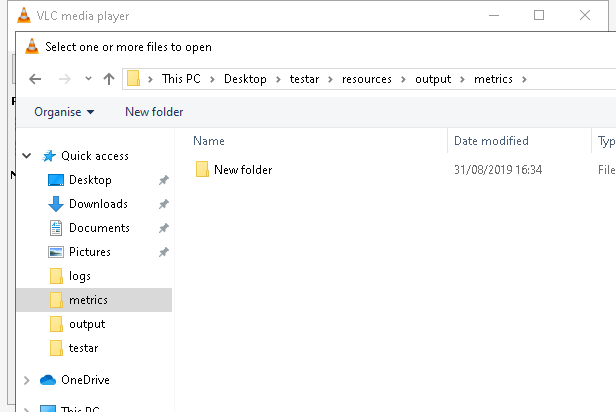 VLC media player
Select one or more files to open
This PC > Desktop > testar > resources > output > metrics >
Organise New folder
Name Date modified Typ
Quick access
New folder 31/08/2019 16:34 File
Desktop
Downloads
Documents
Pictures
logs
metrics
output
testar
OneDrive
This PC